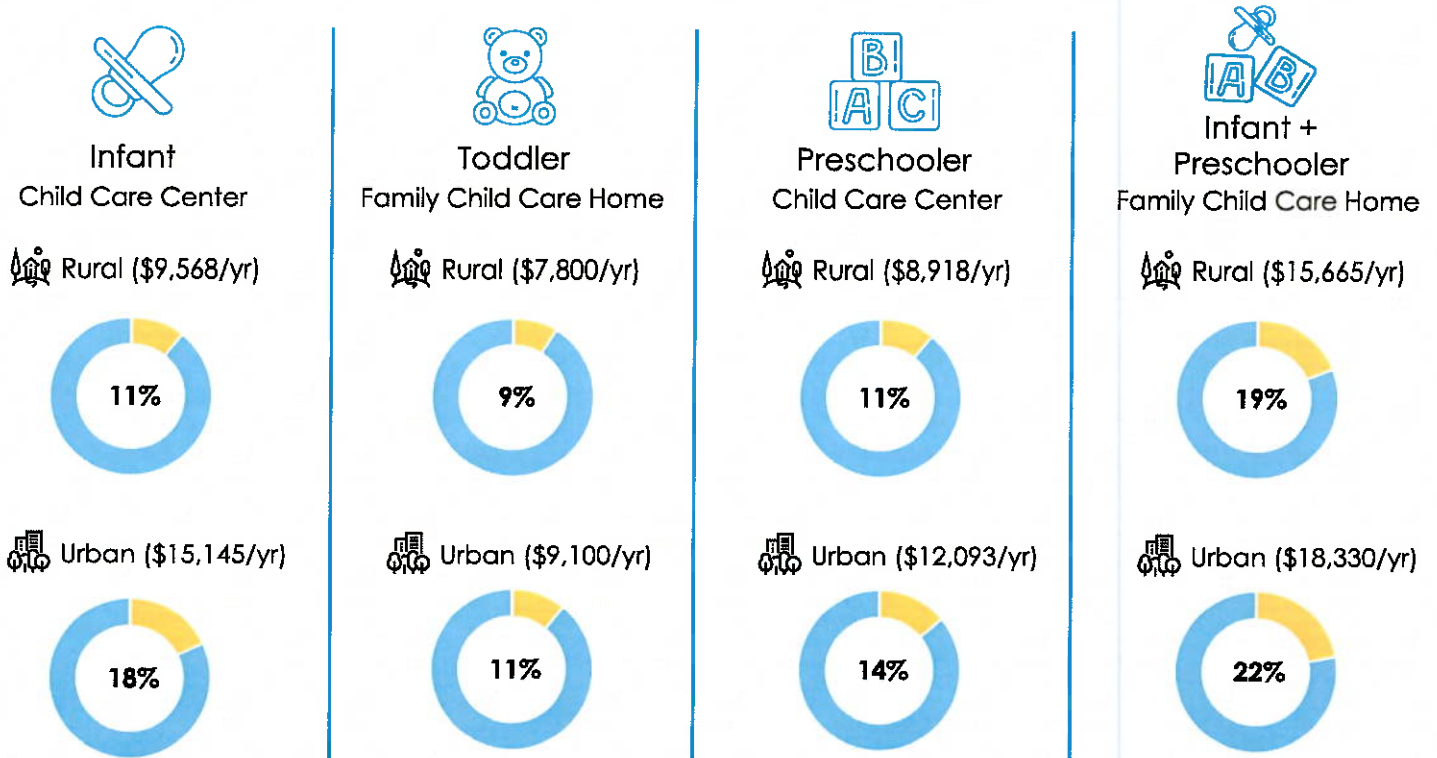 B
A C
A B
Infant
Child Care Center
Rural ($9,568/yr)
11%
Urban ($15,145/yr)
18%
Toddler
Family Child Care Home
Rural ($7,800/yr)
9%
Urban ($9,100/yr)
11%
Preschooler
Child Care Center
Rural ($8,918/yr)
11%
Urban ($12,093/yr)
14%
Infant +
Preschooler
Family Child Care Home
Rural ($15,665/yr)
19%
Urban ($18,330/yr)
22%